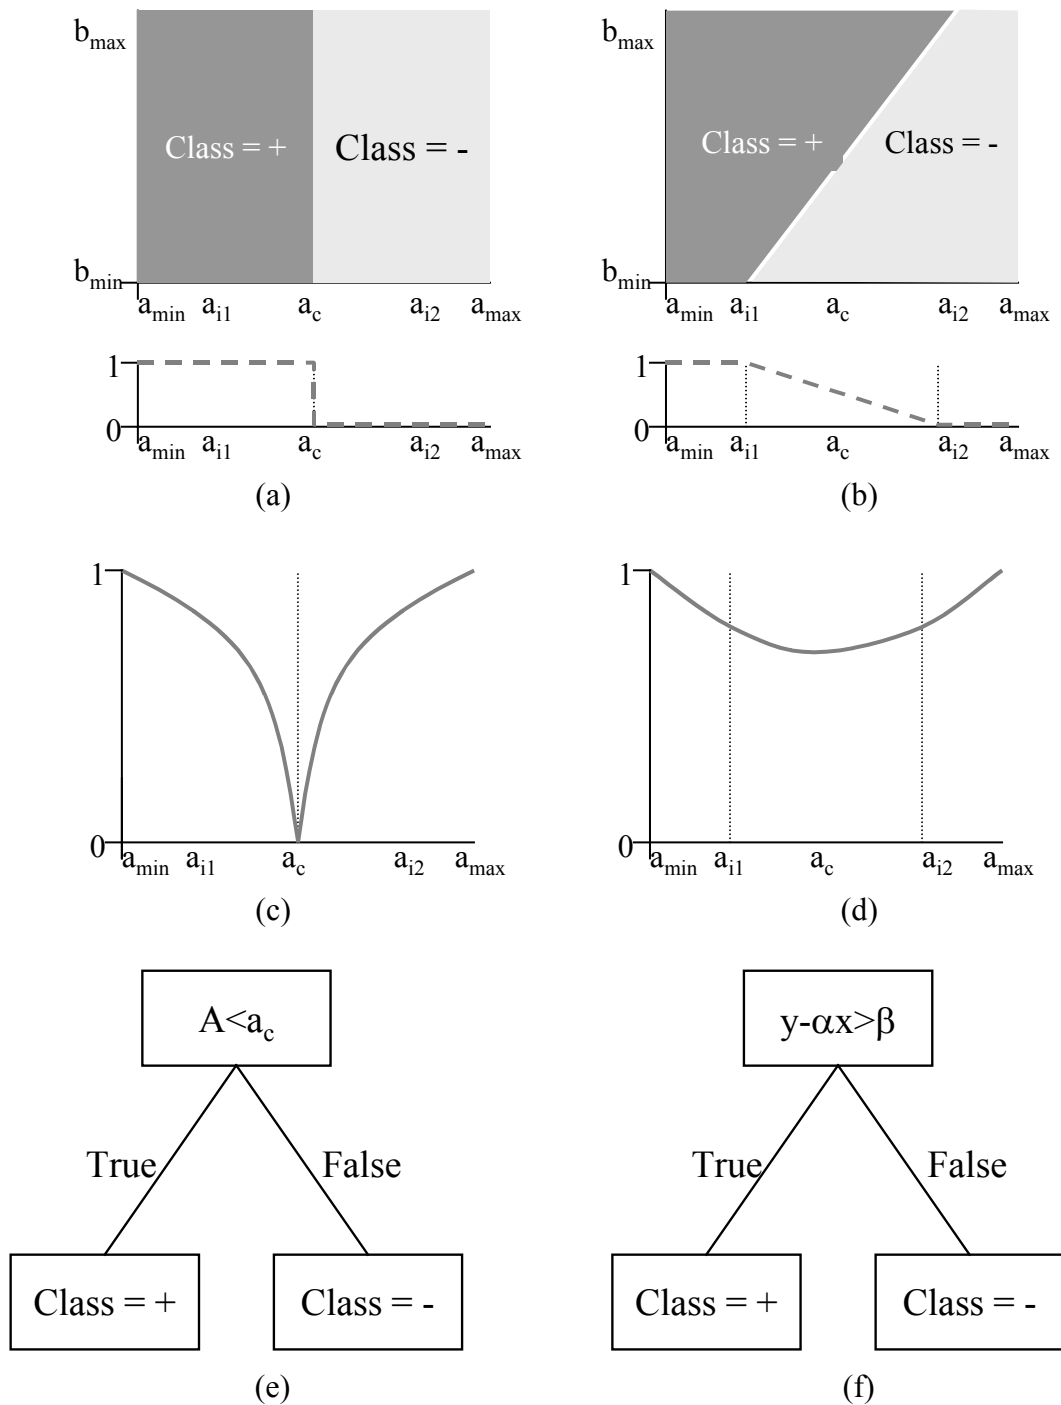 b_max b_max
Class = + Class = - Class = + Class = -
b_min b_min
a_min a_i1 a_c a_i2 a_max a_min a_i1 a_c a_i2 a_max
1 1
0 0
a_min a_i1 a_c a_i2 a_max a_min a_i1 a_c a_i2 a_max
(a) (b)
1 1
0 0
a_min a_i1 a_c a_i2 a_max a_min a_i1 a_c a_i2 a_max
(c) (d)
A<a_c y-αx>β
True False True False
Class = + Class = - Class = + Class = -
(e) (f)